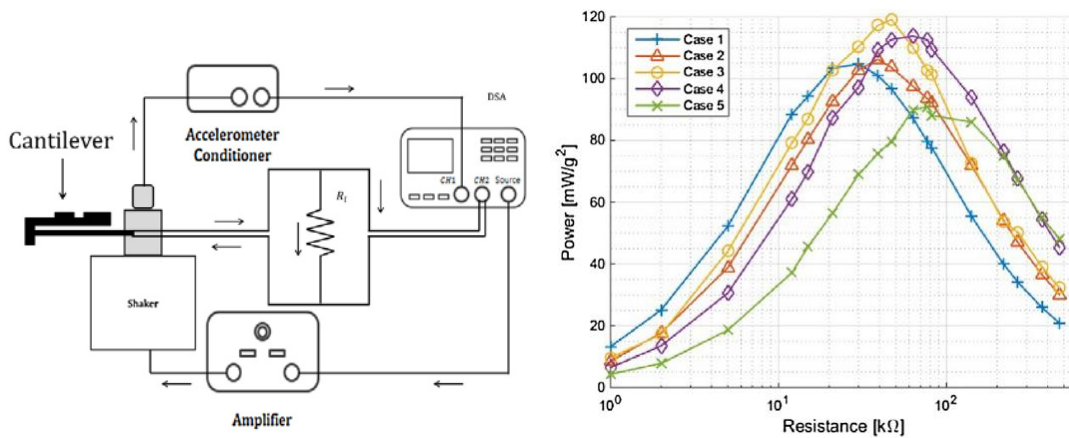 DSA
Accelerometer
Conditioner
Cantilever
CH1 CH2 Source
R_l
Shaker
Amplifier
120
100
80
60
40
20
0
Power [mW/g²]
Case 1
Case 2
Case 3
Case 4
Case 5
10⁰ 10¹ 10²
Resistance [kΩ]